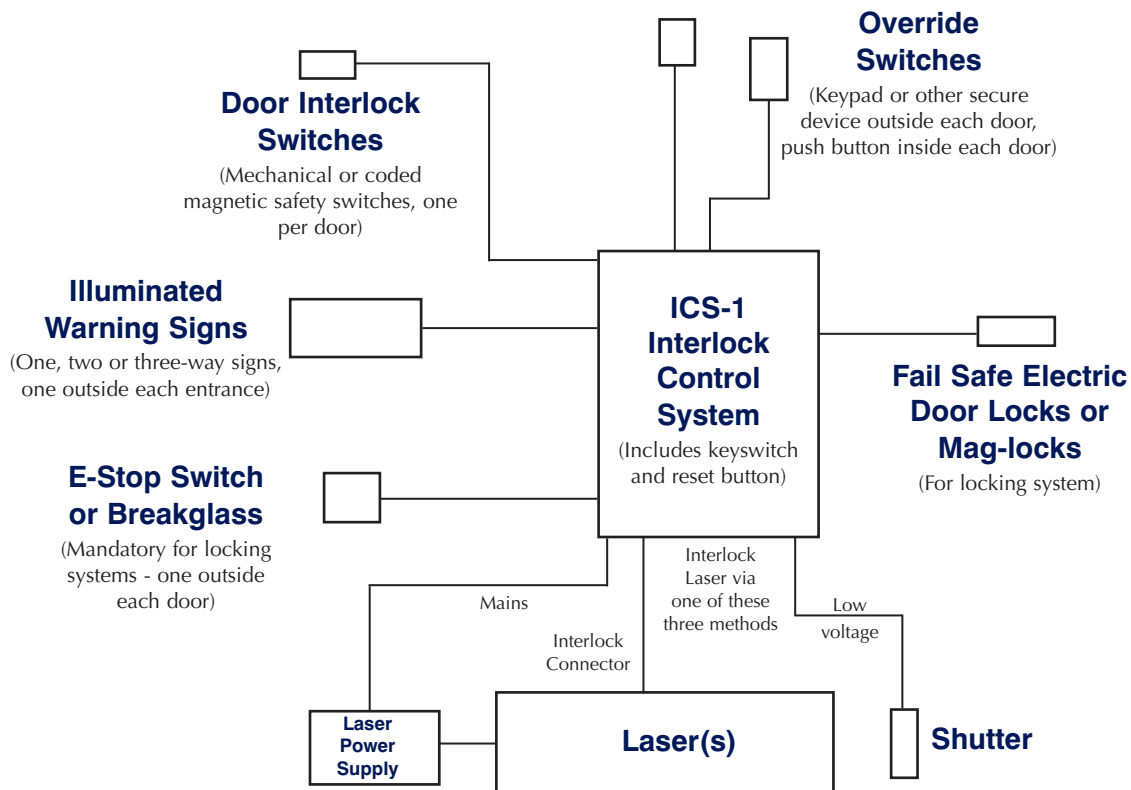 Override
Switches
(Keypad or other secure
device outside each door,
push button inside each door)
Door Interlock
Switches
(Mechanical or coded
magnetic safety switches, one
per door)
Illuminated
Warning Signs
(One, two or three-way signs,
one outside each entrance)
ICS-1
Interlock
Control
System
(Includes keyswitch
and reset button)
Fail Safe Electric
Door Locks or
Mag-locks
(For locking system)
E-Stop Switch
or Breakglass
(Mandatory for locking
systems - one outside
each door)
Mains
Interlock
Connector
Interlock
Laser via
one of these
three methods
Low
voltage
Laser
Power
Supply
Laser(s)
Shutter